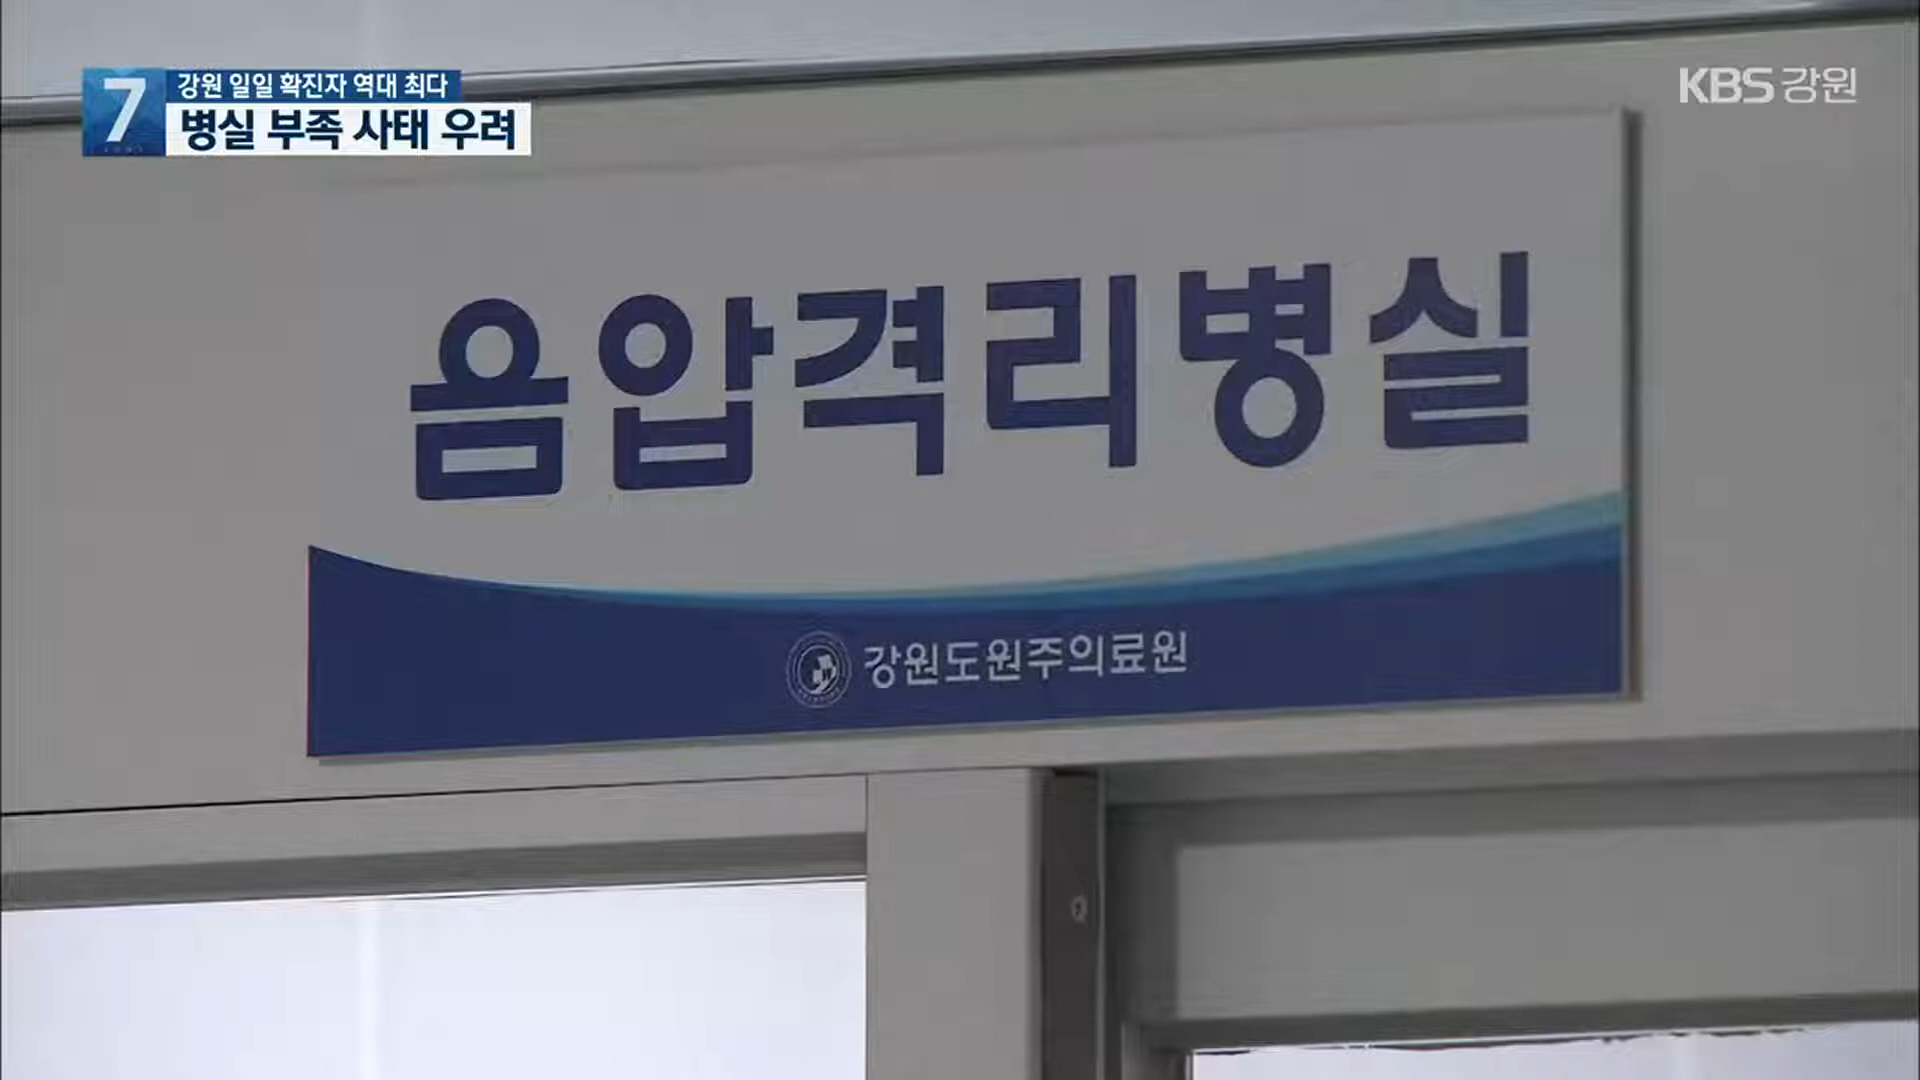 7
강원 일일 확진자 역대 최다
병실 부족 사태 우려
KBS 강원
음압격리병실
강원도원주의료원